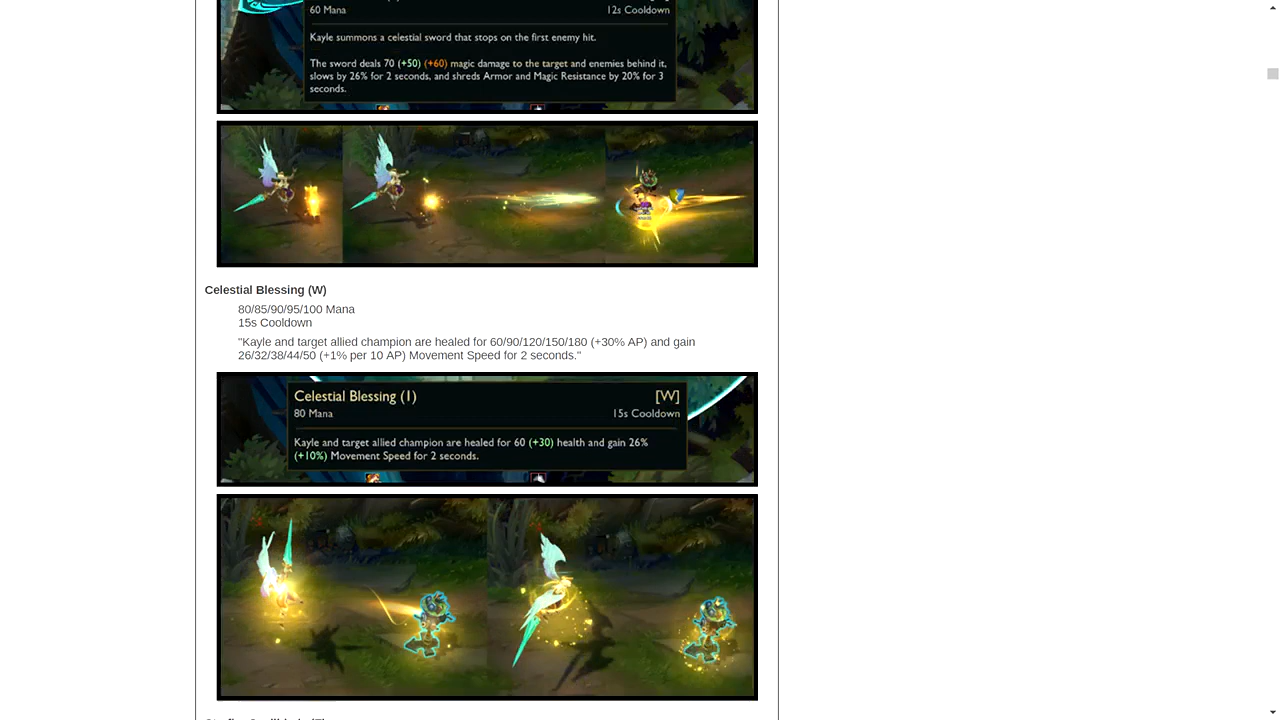 60 Mana 12s Cooldown
Kayle summons a celestial sword that stops on the first enemy hit.
The sword deals 70 (+50) (+60) magic damage to the target and enemies behind it,
slows by 26% for 2 seconds, and shreds Armor and Magic Resistance by 20% for 3
seconds.
Celestial Blessing (W)
80/85/90/95/100 Mana
15s Cooldown
"Kayle and target allied champion are healed for 60/90/120/150/180 (+30% AP) and gain
26/32/38/44/50 (+1% per 10 AP) Movement Speed for 2 seconds."
Celestial Blessing (1) [W]
80 Mana 15s Cooldown
Kayle and target allied champion are healed for 60 (+30) health and gain 26%
(+10%) Movement Speed for 2 seconds.